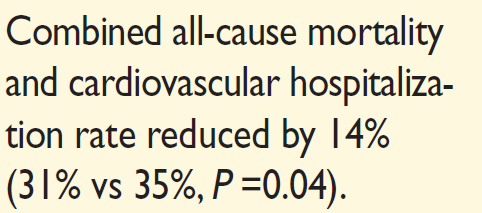 Combined all-cause mortality
and cardiovascular hospitaliza-
tion rate reduced by 14%
(31% vs 35%, P =0.04).